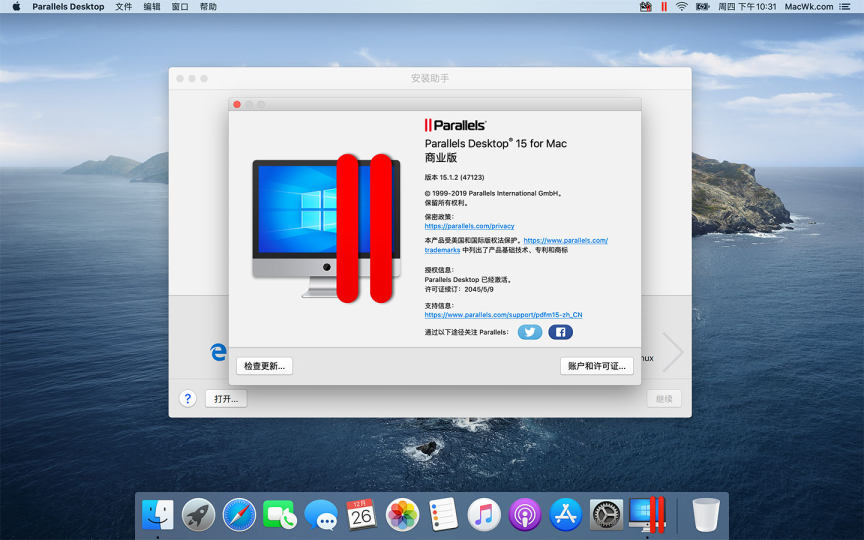 Parallels Desktop 文件 编辑 窗口 帮助 周四 下午10:31 MacWk.com
安装助手
Parallels®
Parallels Desktop® 15 for Mac
商业版
版本 15.1.2 (47123)
© 1999-2019 Parallels International GmbH。
保留所有权利。
保密政策:
https://parallels.com/privacy
本产品受美国和国际版权法保护。https://www.parallels.com/
trademarks 中列出了产品基础技术、专利和商标
授权信息:
Parallels Desktop 已经激活。
许可证续订: 2045/5/9
支持信息:
https://www.parallels.com/support/pdfm15-zh_CN
通过以下途径关注 Parallels:
nux
检查更新... 账户和许可证...
? 打开... 继续
12月
26